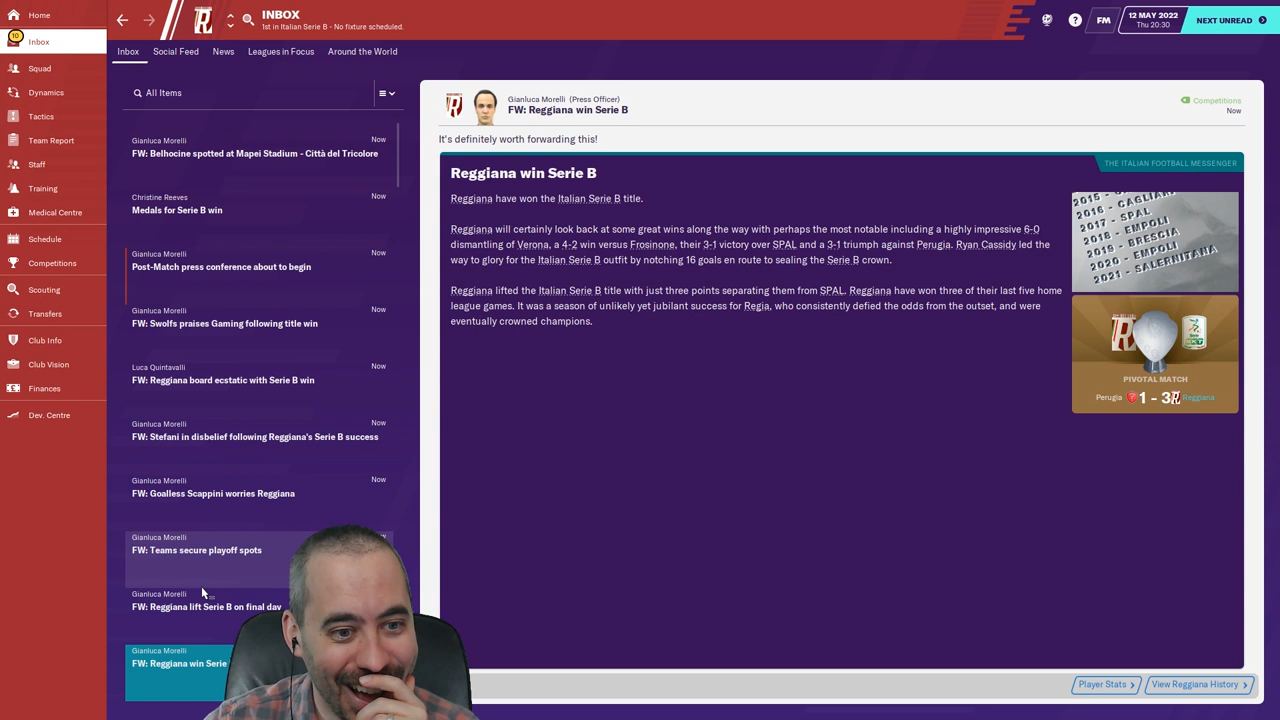 Home
10
Inbox
Squad
Dynamics
Tactics
Team Report
Staff
Training
Medical Centre
Schedule
Competitions
Scouting
Transfers
Club Info
Club Vision
Finances
Dev. Centre
INBOX
1st in Italian Serie B - No fixture scheduled.
?
FM
12 MAY 2022
Thu 20:30
NEXT UNREAD
Inbox
Social Feed
News
Leagues in Focus
Around the World
All Items
Gianluca Morelli
Now
FW: Belhocine spotted at Mapei Stadium - Città del Tricolore
Christine Reeves
Now
Medals for Serie B win
Gianluca Morelli
Now
Post-Match press conference about to begin
Gianluca Morelli
Now
FW: Swolfs praises Gaming following title win
Luca Quintavalli
Now
FW: Reggiana board ecstatic with Serie B win
Gianluca Morelli
Now
FW: Stefani in disbelief following Reggiana's Serie B success
Gianluca Morelli
Now
FW: Goalless Scappini worries Reggiana
Gianluca Morelli
FW: Teams secure playoff spots
Gianluca Morelli
FW: Reggiana lift Serie B on final day
Gianluca Morelli
FW: Reggiana win Serie
Gianluca Morelli (Press Officer)
FW: Reggiana win Serie B
Competitions
Now
It's definitely worth forwarding this!
THE ITALIAN FOOTBALL MESSENGER
Reggiana win Serie B
Reggiana have won the Italian Serie B title.
Reggiana will certainly look back at some great wins along the way with perhaps the most notable including a highly impressive 6-0
dismantling of Verona, a 4-2 win versus Frosinone, their 3-1 victory over SPAL and a 3-1 triumph against Perugia. Ryan Cassidy led the
way to glory for the Italian Serie B outfit by notching 16 goals en route to sealing the Serie B crown.
Reggiana lifted the Italian Serie B title with just three points separating them from SPAL. Reggiana have won three of their last five home
league games. It was a season of unlikely yet jubilant success for Regia, who consistently defied the odds from the outset, and were
eventually crowned champions.
2015 -
2016 - CAGLIARI
2017 - SPAL
2018 - EMPOLI
2019 - BRESCIA
2020 - EMPOLI
2021 - SALERNITANA
PIVOTAL MATCH
Perugia 1 - 3 Reggiana
Player Stats
View Reggiana History